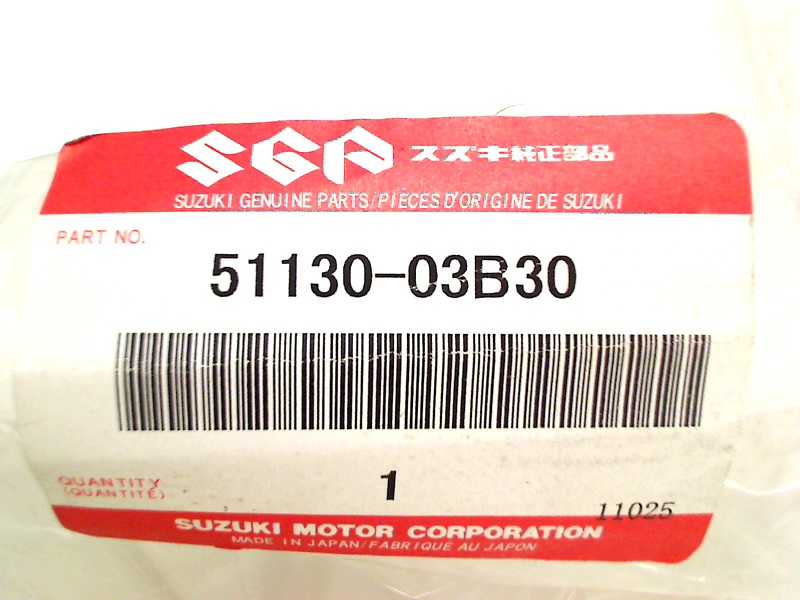 SGP スズキ純正部品
SUZUKI GENUINE PARTS/PIÈCES D'ORIGINE DE SUZUKI
PART NO.
51130-03B30
QUANTITY
(QUANTITÉ)
1
11025
SUZUKI MOTOR CORPORATION
MADE IN JAPAN/FABRIQUE AU JAPON